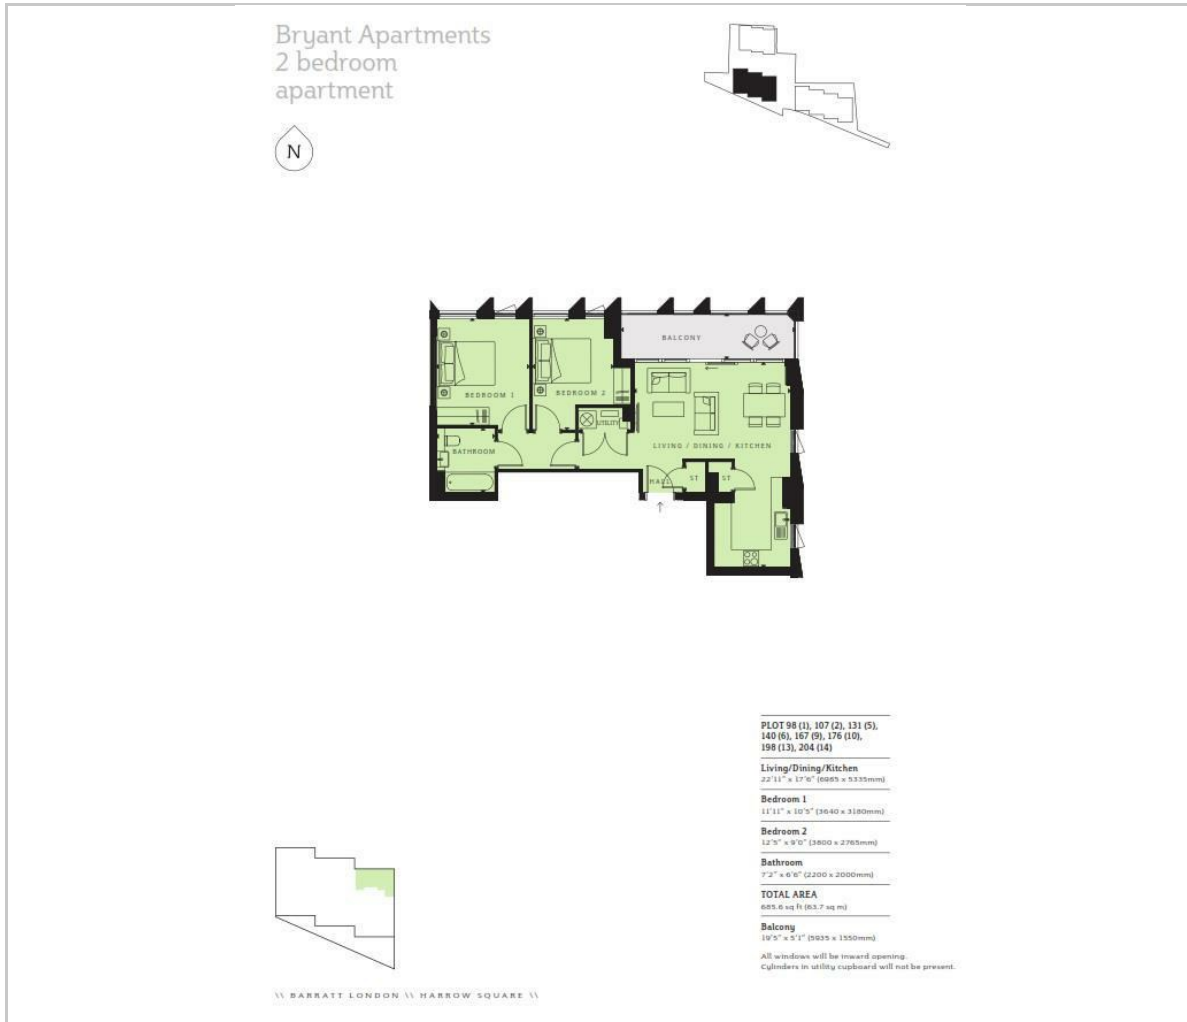 Bryant Apartments
2 bedroom
apartment
N
BALCONY
BEDROOM 1
BEDROOM 2
UTILITY
BATHROOM
LIVING / DINING / KITCHEN
HALL
ST
ST
PLOT 98 (1), 107 (2), 131 (5),
140 (6), 167 (9), 176 (10),
198 (13), 204 (14)
Living/Dining/Kitchen
22'11" x 17'6" (6985 x 5335mm)
Bedroom 1
11'11" x 10'5" (3640 x 3180mm)
Bedroom 2
12'5" x 9'0" (3800 x 2765mm)
Bathroom
7'2" x 6'6" (2200 x 2000mm)
TOTAL AREA
685.6 sq ft (63.7 sq m)
Balcony
19'5" x 5'1" (5935 x 1550mm)
All windows will be inward opening.
Cylinders in utility cupboard will not be present.
\\ BARRATT LONDON \\ HARROW SQUARE \\